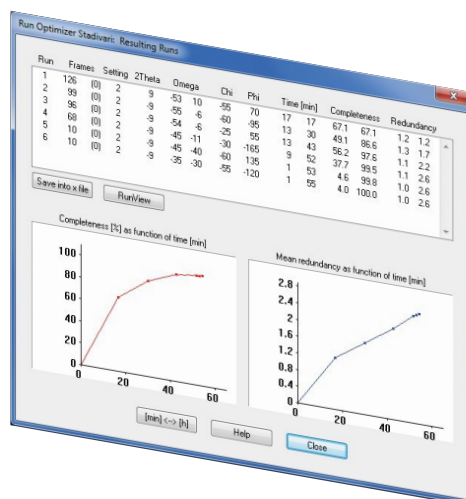 Run Optimizer Stadivari: Resulting Runs
Run Frames Setting 2Theta Omega Chi Phi Time [min] Completeness Redundancy
1 126 (0) 2 9 -53 10 -55 70 17 17 67.1 67.1 1.2 1.2
2 99 (0) 2 -9 -55 -6 -60 -95 13 30 49.1 86.6 1.3 1.7
3 96 (0) 2 -9 -54 -6 -25 55 13 43 56.2 97.6 1.1 2.2
4 68 (0) 2 -9 -45 -11 -30 -165 9 52 37.7 99.5 1.1 2.6
5 10 (0) 2 -9 -45 -40 -60 135 1 53 4.6 99.8 1.0 2.6
6 10 (0) 2 -9 -35 -30 -55 -120 1 55 4.0 100.0 1.0 2.6
Save into x file RunView
Completeness [%] as function of time [min]
100
80
60
40
20
0
0 20 40 60
Mean redundancy as function of time [min]
2.8
2.4
2
1.6
1.2
0.8
0.4
0
0 20 40 60
[min] <--> [h] Help Close